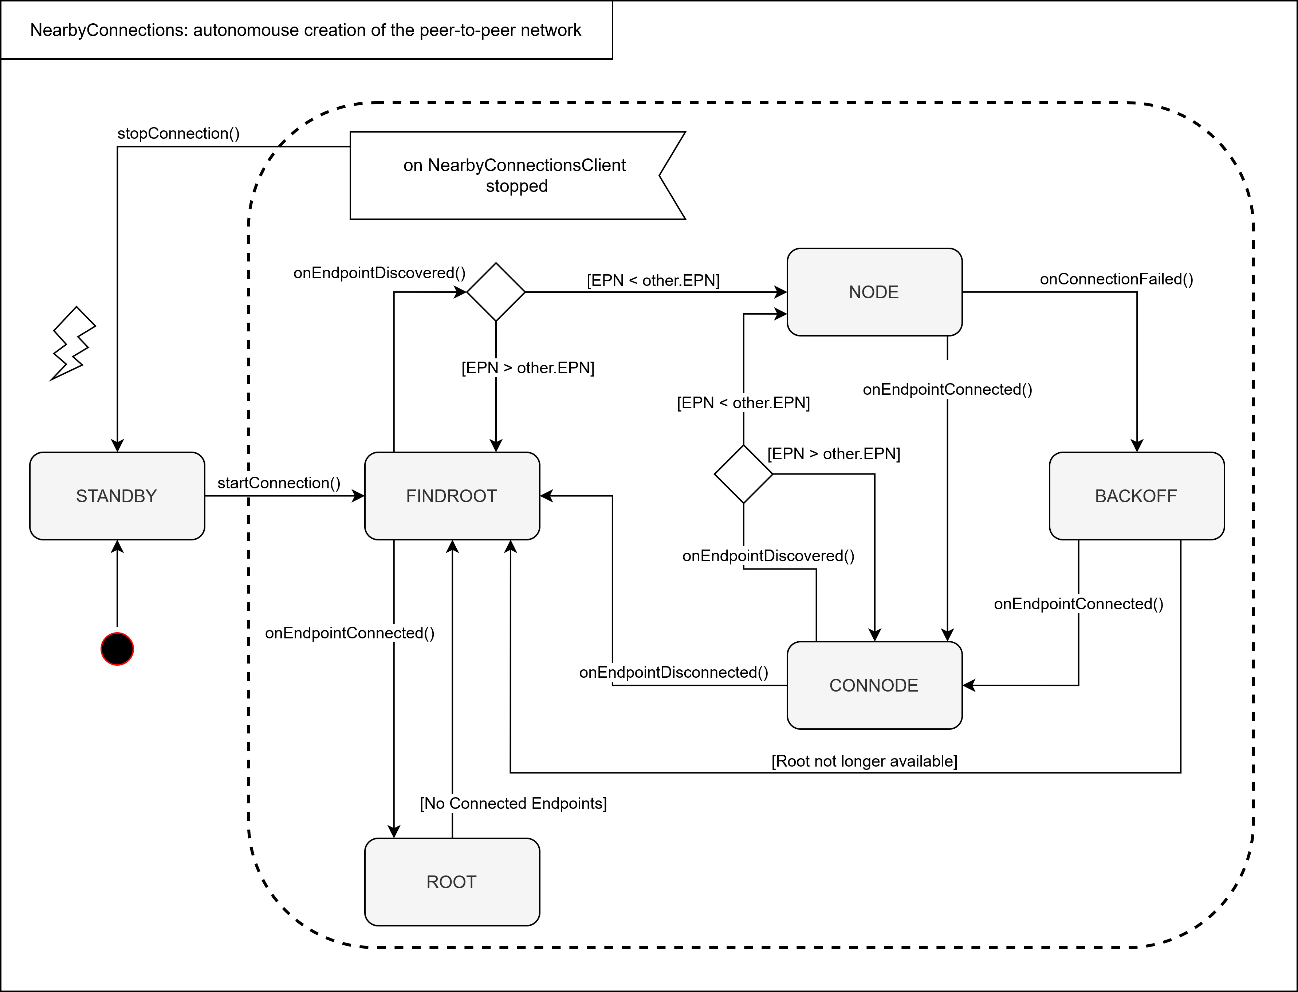 NearbyConnections: autonomouse creation of the peer-to-peer network
stopConnection()
on NearbyConnectionsClient
stopped
onEndpointDiscovered()
[EPN < other.EPN]
NODE
onConnectionFailed()
[EPN > other.EPN]
onEndpointConnected()
[EPN < other.EPN]
[EPN > other.EPN]
STANDBY
startConnection()
FINDROOT
BACKOFF
onEndpointDiscovered()
onEndpointConnected()
onEndpointConnected()
onEndpointDisconnected()
CONNODE
[Root not longer available]
[No Connected Endpoints]
ROOT